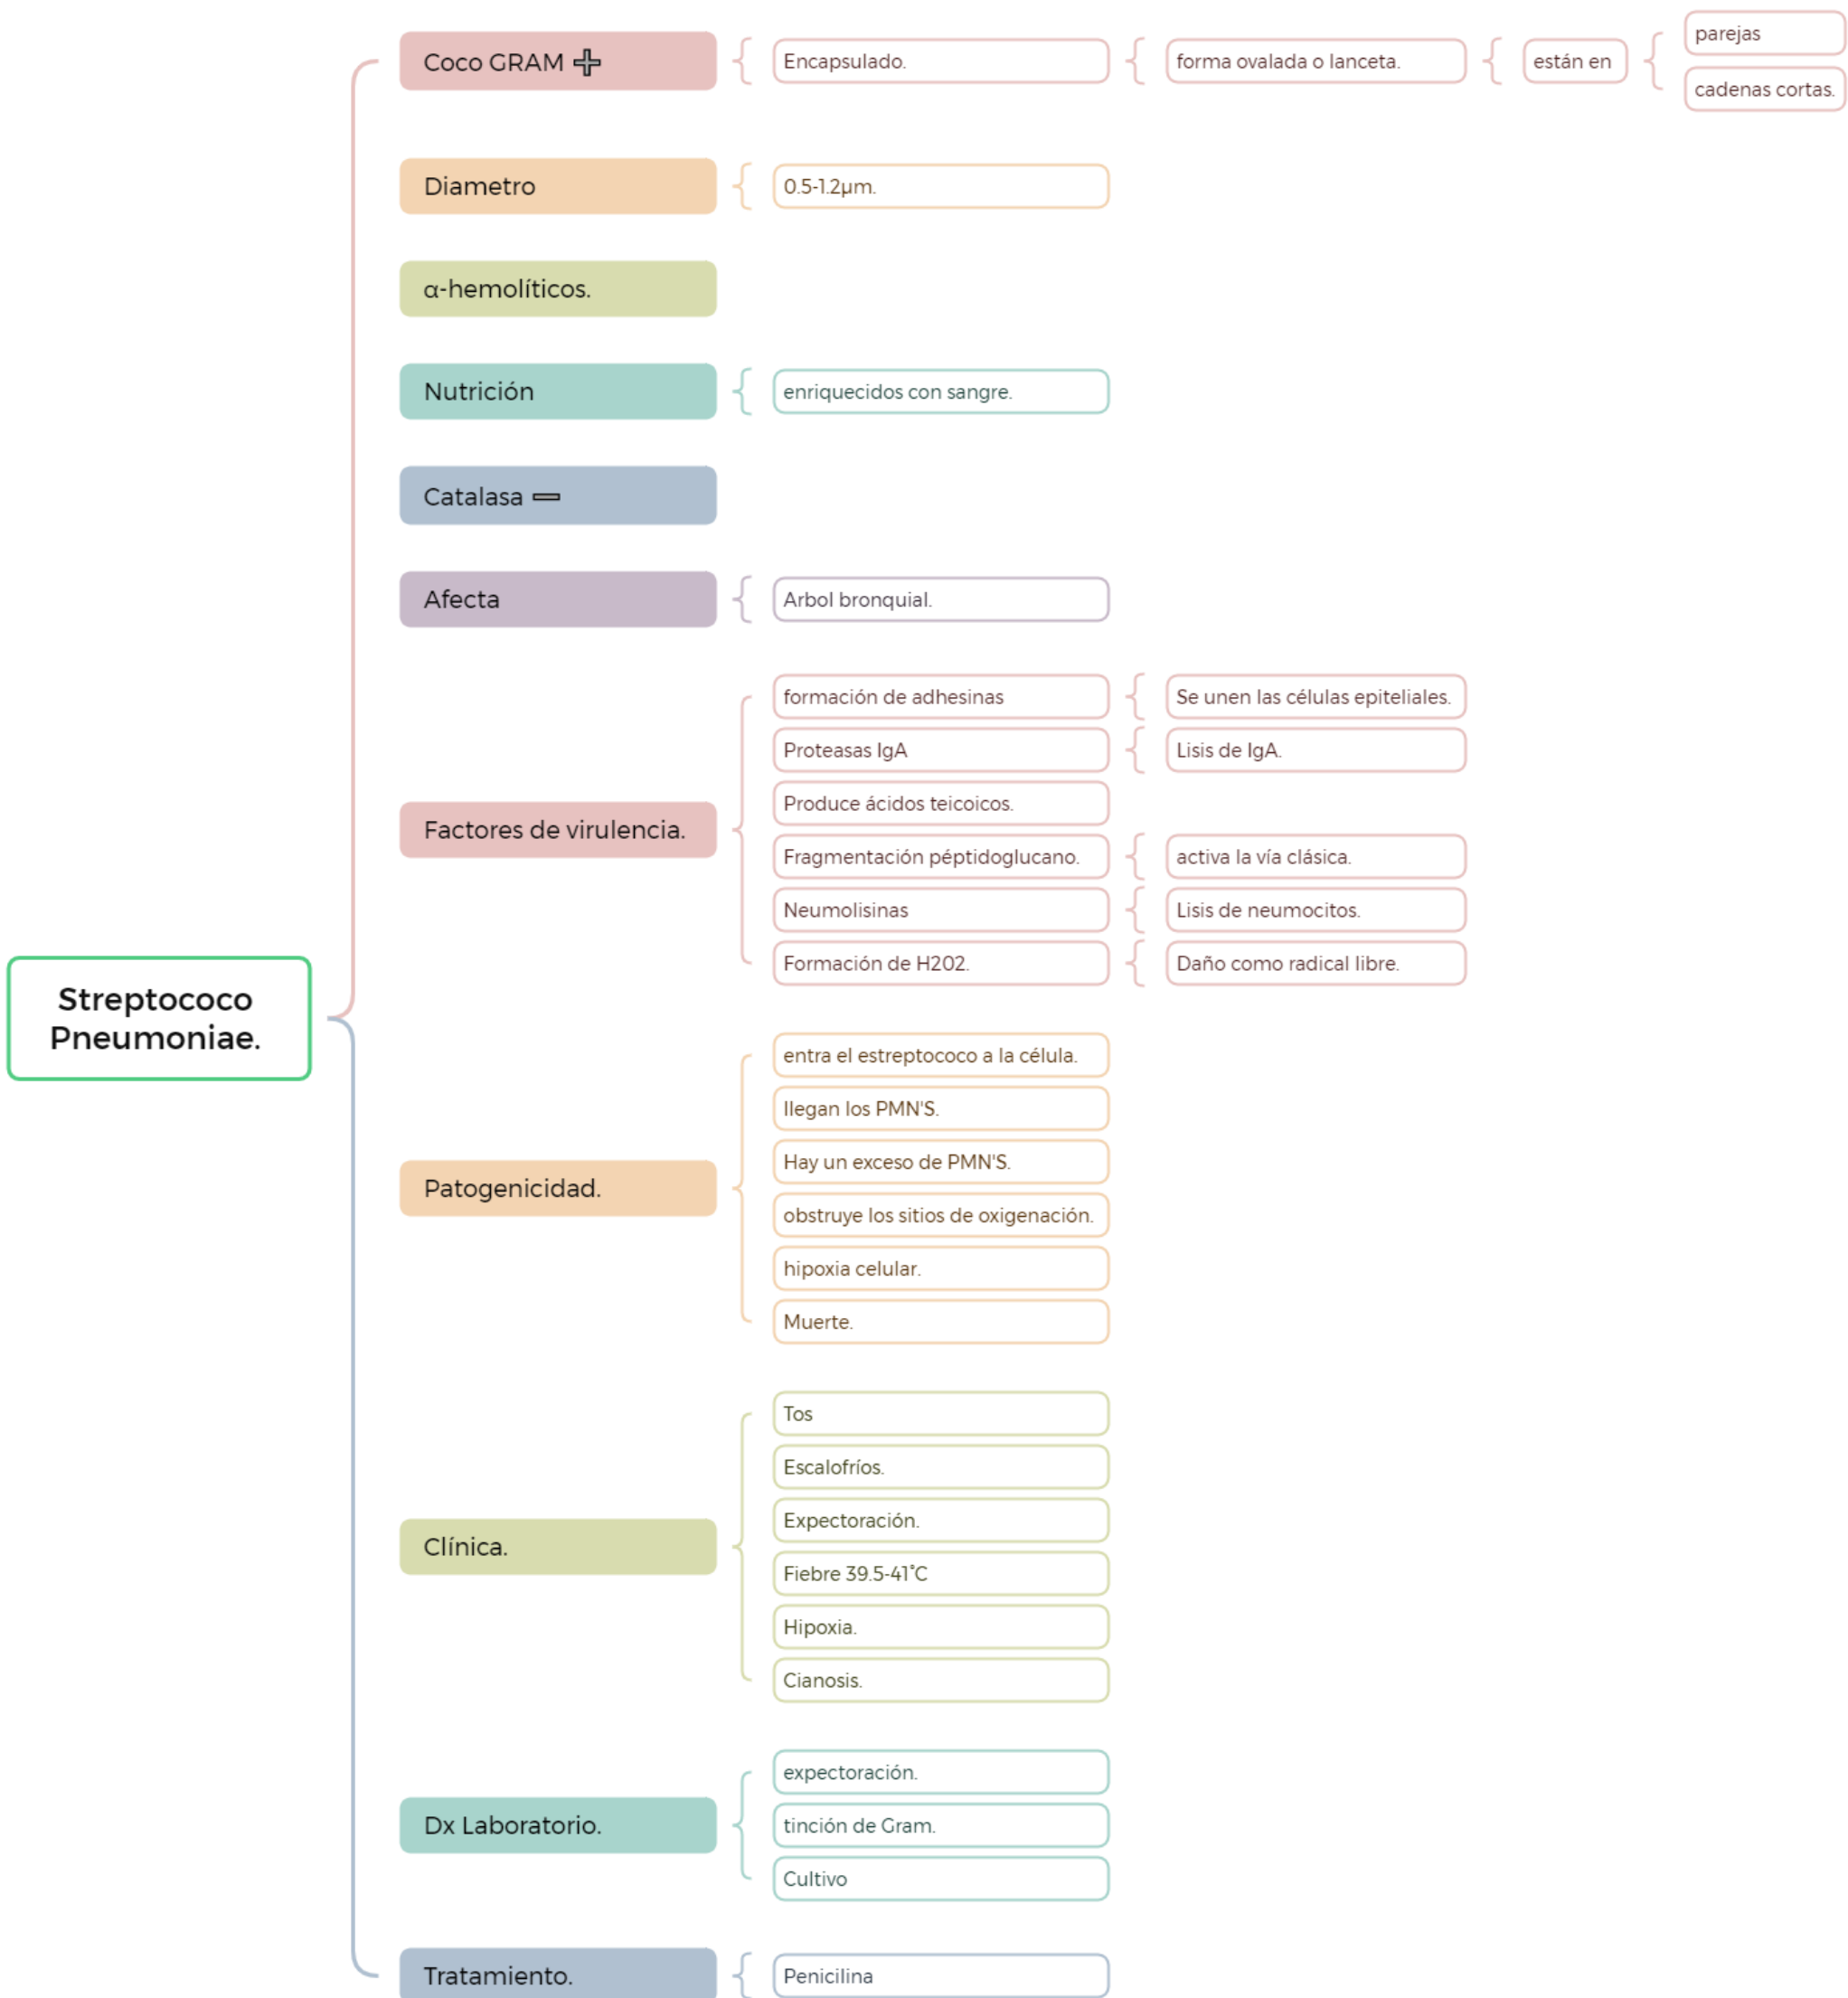 Streptococo
Pneumoniae.
Coco GRAM ➕
Encapsulado.
forma ovalada o lanceta.
están en
parejas
cadenas cortas.
Diametro
0.5-1.2µm.
α-hemolíticos.
Nutrición
enriquecidos con sangre.
Catalasa ➖
Afecta
Arbol bronquial.
Factores de virulencia.
formación de adhesinas
Se unen las células epiteliales.
Proteasas IgA
Lisis de IgA.
Produce ácidos teicoicos.
Fragmentación péptidoglucano.
activa la vía clásica.
Neumolisinas
Lisis de neumocitos.
Formación de H202.
Daño como radical libre.
Patogenicidad.
entra el estreptococo a la célula.
llegan los PMN'S.
Hay un exceso de PMN'S.
obstruye los sitios de oxigenación.
hipoxia celular.
Muerte.
Clínica.
Tos
Escalofríos.
Expectoración.
Fiebre 39.5-41°C
Hipoxia.
Cianosis.
Dx Laboratorio.
expectoración.
tinción de Gram.
Cultivo
Tratamiento.
Penicilina